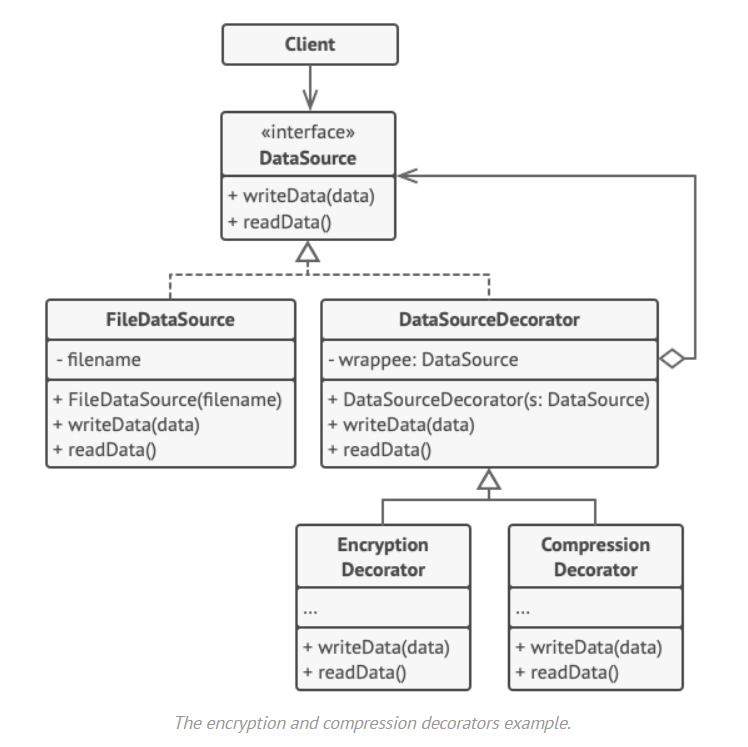 Client
«interface»
DataSource
+ writeData(data)
+ readData()
FileDataSource
- filename
+ FileDataSource(filename)
+ writeData(data)
+ readData()
DataSourceDecorator
- wrappee: DataSource
+ DataSourceDecorator(s: DataSource)
+ writeData(data)
+ readData()
Encryption
Decorator
...
+ writeData(data)
+ readData()
Compression
Decorator
...
+ writeData(data)
+ readData()
The encryption and compression decorators example.